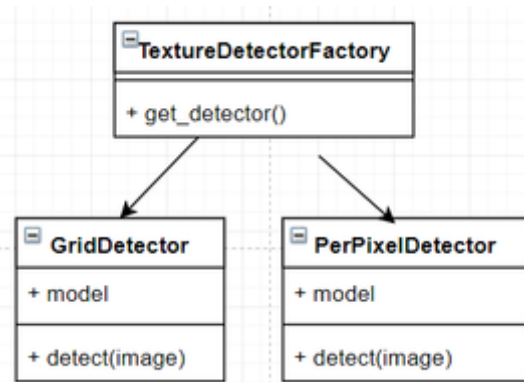 TextureDetectorFactory
+ get_detector()
GridDetector
+ model
+ detect(image)
PerPixelDetector
+ model
+ detect(image)